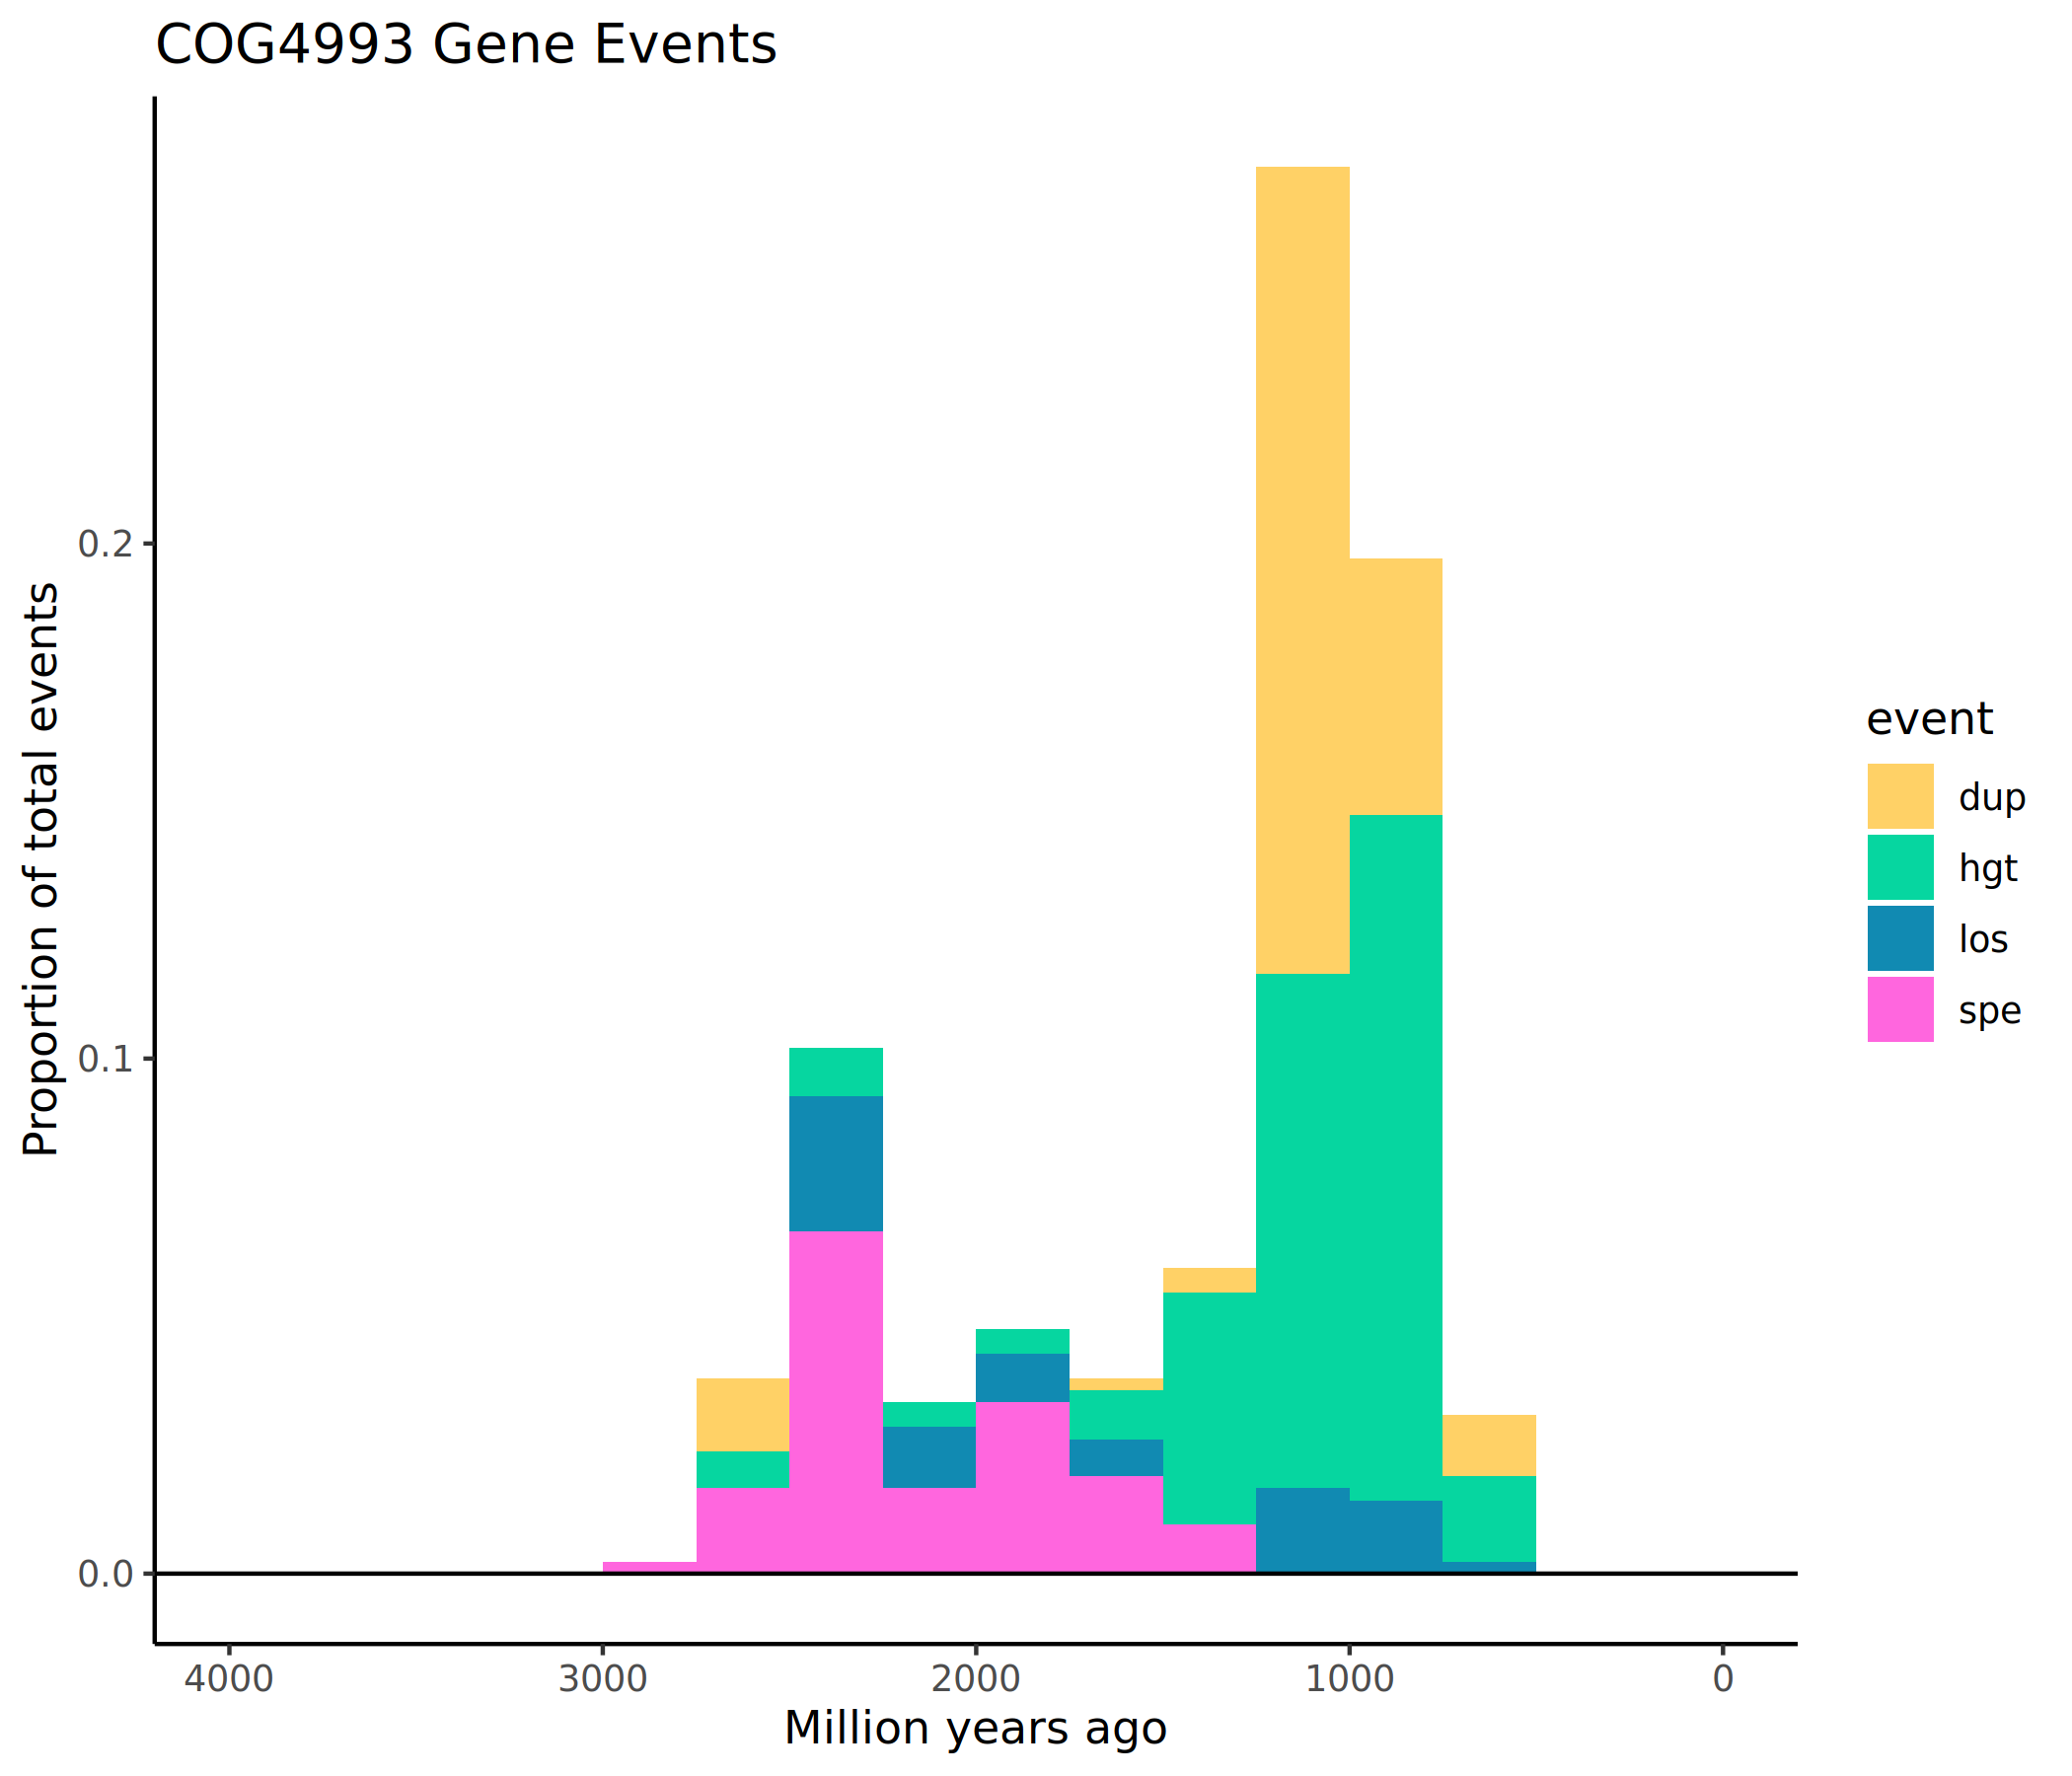 COG4993 Gene Events
Proportion of total events
0.2
0.1
0.0
4000 3000 2000 1000 0
Million years ago
event
dup
hgt
los
spe